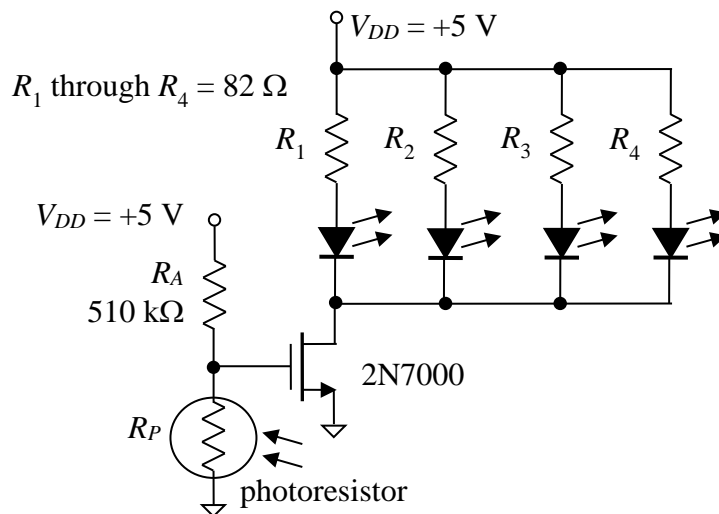 V_DD = +5 V
R_1 through R_4 = 82 Ω
R_1
R_2
R_3
R_4
V_DD = +5 V
R_A
510 kΩ
2N7000
R_P
photoresistor